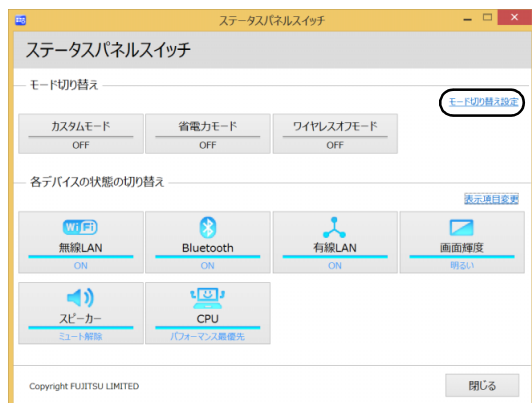 ステータスパネルスイッチ
ステータスパネルスイッチ
モード切り替え
モード切り替え設定
カスタムモード 省電力モード ワイヤレスオフモード
OFF OFF OFF
各デバイスの状態の切り替え
表示項目変更
WiFi
無線LAN Bluetooth 有線LAN 画面輝度
ON ON ON 明るい
スピーカー CPU
ミュート解除 パフォーマンス最優先
Copyright FUJITSU LIMITED 閉じる